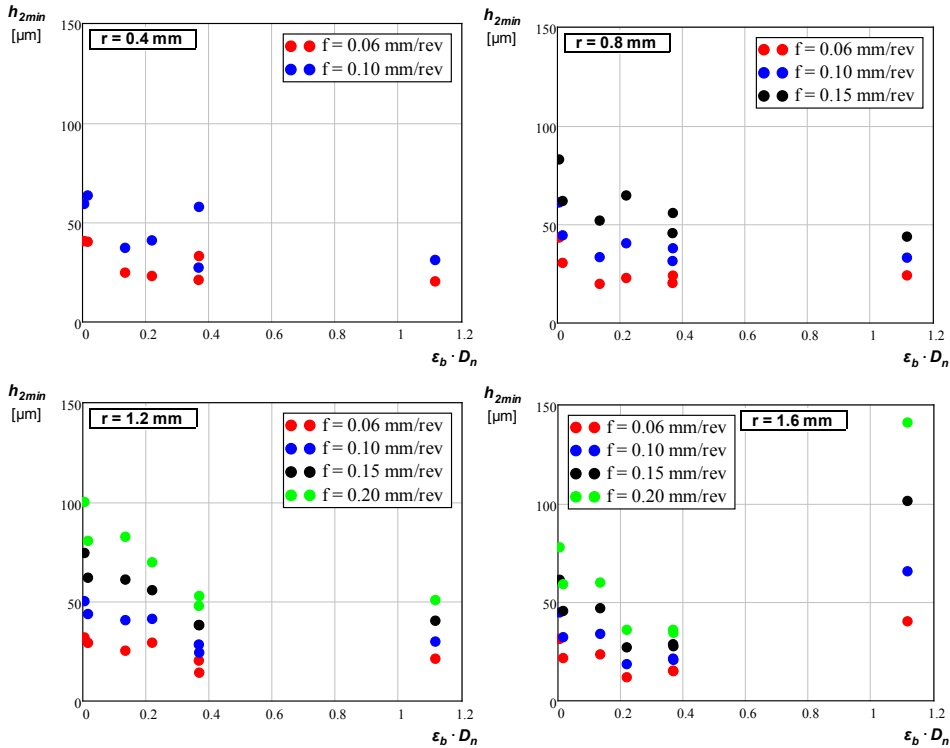 h2min
[µm]
150
r = 0.4 mm
f = 0.06 mm/rev
f = 0.10 mm/rev
100
50
0
0 0.2 0.4 0.6 0.8 1 1.2
εb · Dn
h2min
[µm]
150
r = 0.8 mm
f = 0.06 mm/rev
f = 0.10 mm/rev
f = 0.15 mm/rev
100
50
0
0 0.2 0.4 0.6 0.8 1 1.2
εb · Dn
h2min
[µm]
150
r = 1.2 mm
f = 0.06 mm/rev
f = 0.10 mm/rev
f = 0.15 mm/rev
f = 0.20 mm/rev
100
50
0
0 0.2 0.4 0.6 0.8 1 1.2
εb · Dn
h2min
[µm]
150
r = 1.6 mm
f = 0.06 mm/rev
f = 0.10 mm/rev
f = 0.15 mm/rev
f = 0.20 mm/rev
100
50
0
0 0.2 0.4 0.6 0.8 1 1.2
εb · Dn